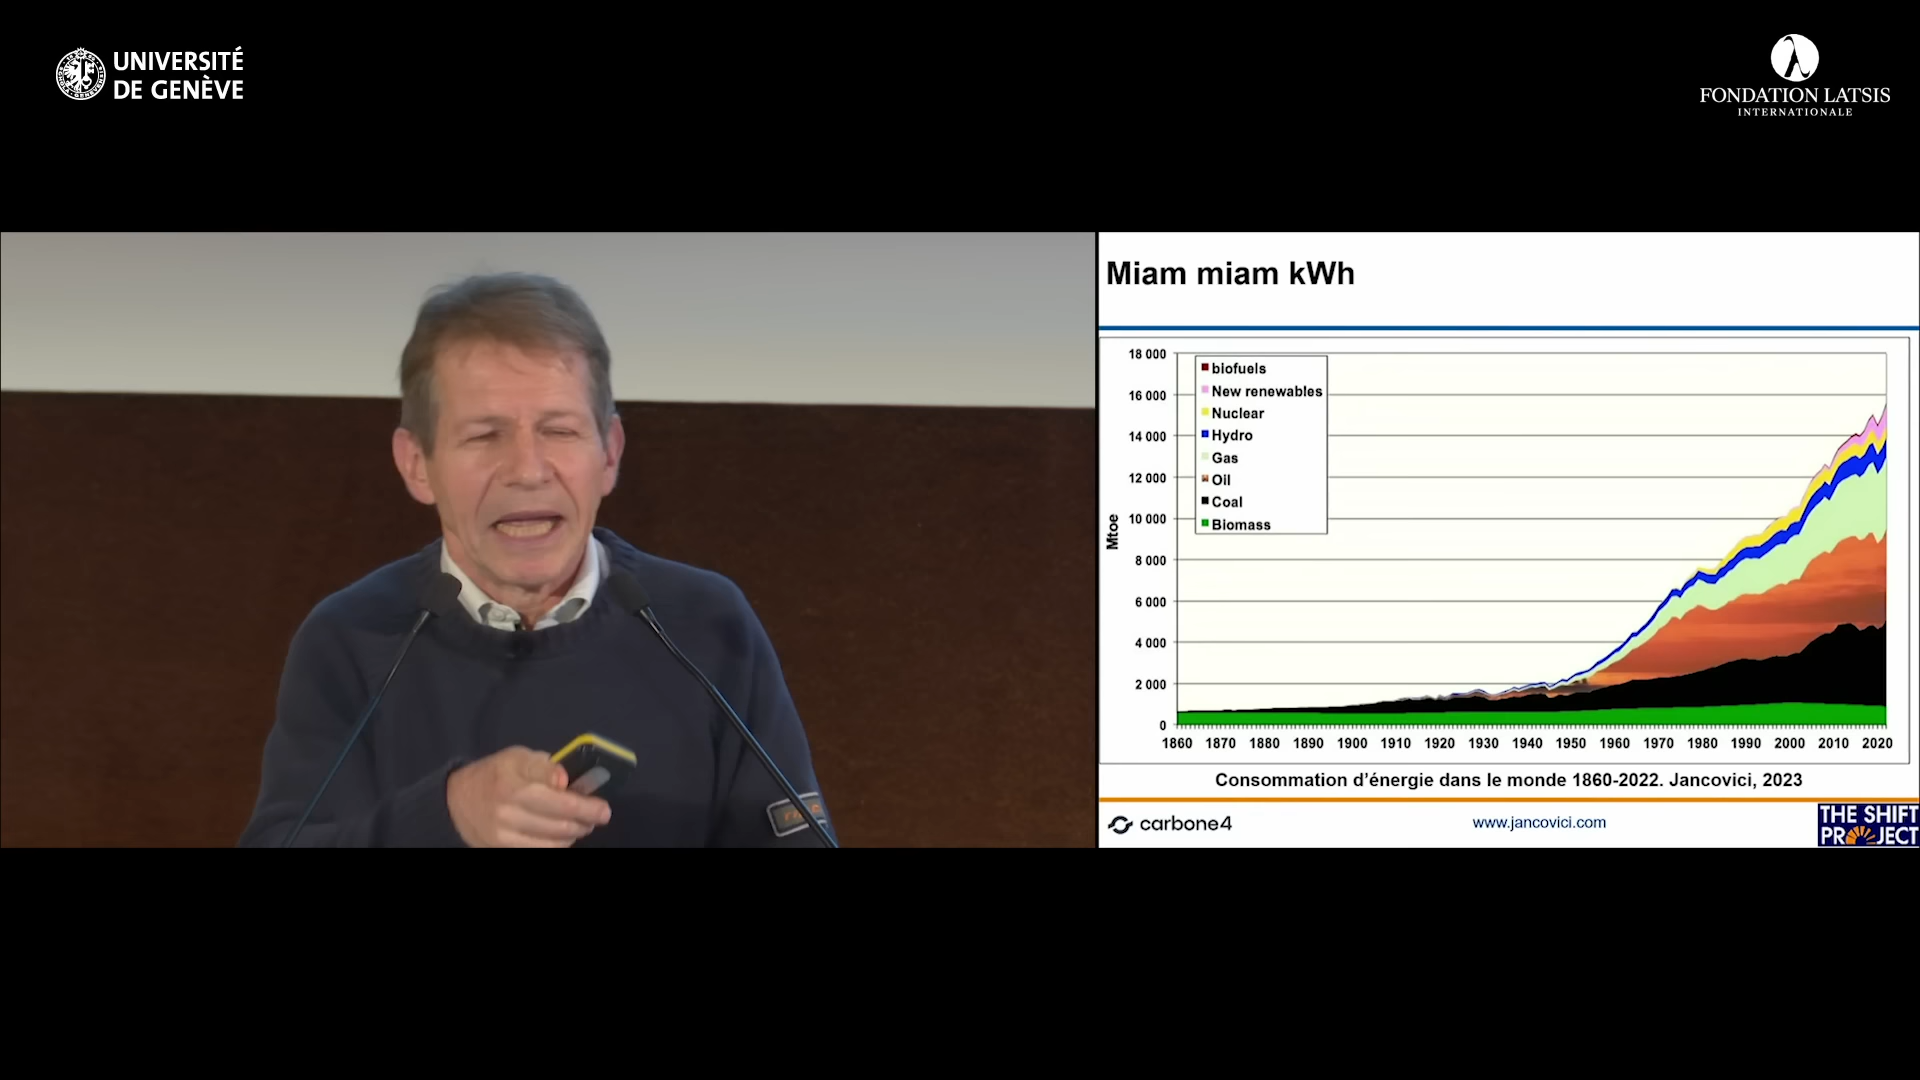 UNIVERSITÉ
DE GENÈVE
FONDATION LATSIS
INTERNATIONALE
Miam miam kWh
18 000
16 000
14 000
12 000
10 000
8 000
6 000
4 000
2 000
0
Mtoe
biofuels
New renewables
Nuclear
Hydro
Gas
Oil
Coal
Biomass
1860 1870 1880 1890 1900 1910 1920 1930 1940 1950 1960 1970 1980 1990 2000 2010 2020
Consommation d'énergie dans le monde 1860-2022. Jancovici, 2023
carbone4
www.jancovici.com
THE SHIFT
PROJECT